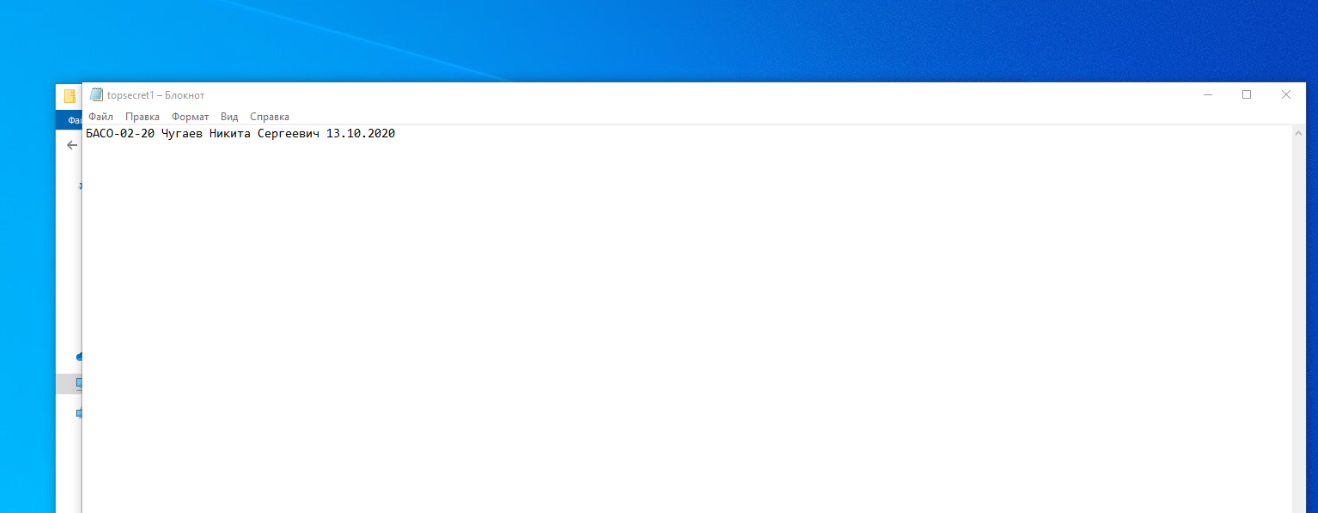 topsecret1 – Блокнот
Файл Правка Формат Вид Справка
БАСО-02-20 Чугаев Никита Сергеевич 13.10.2020